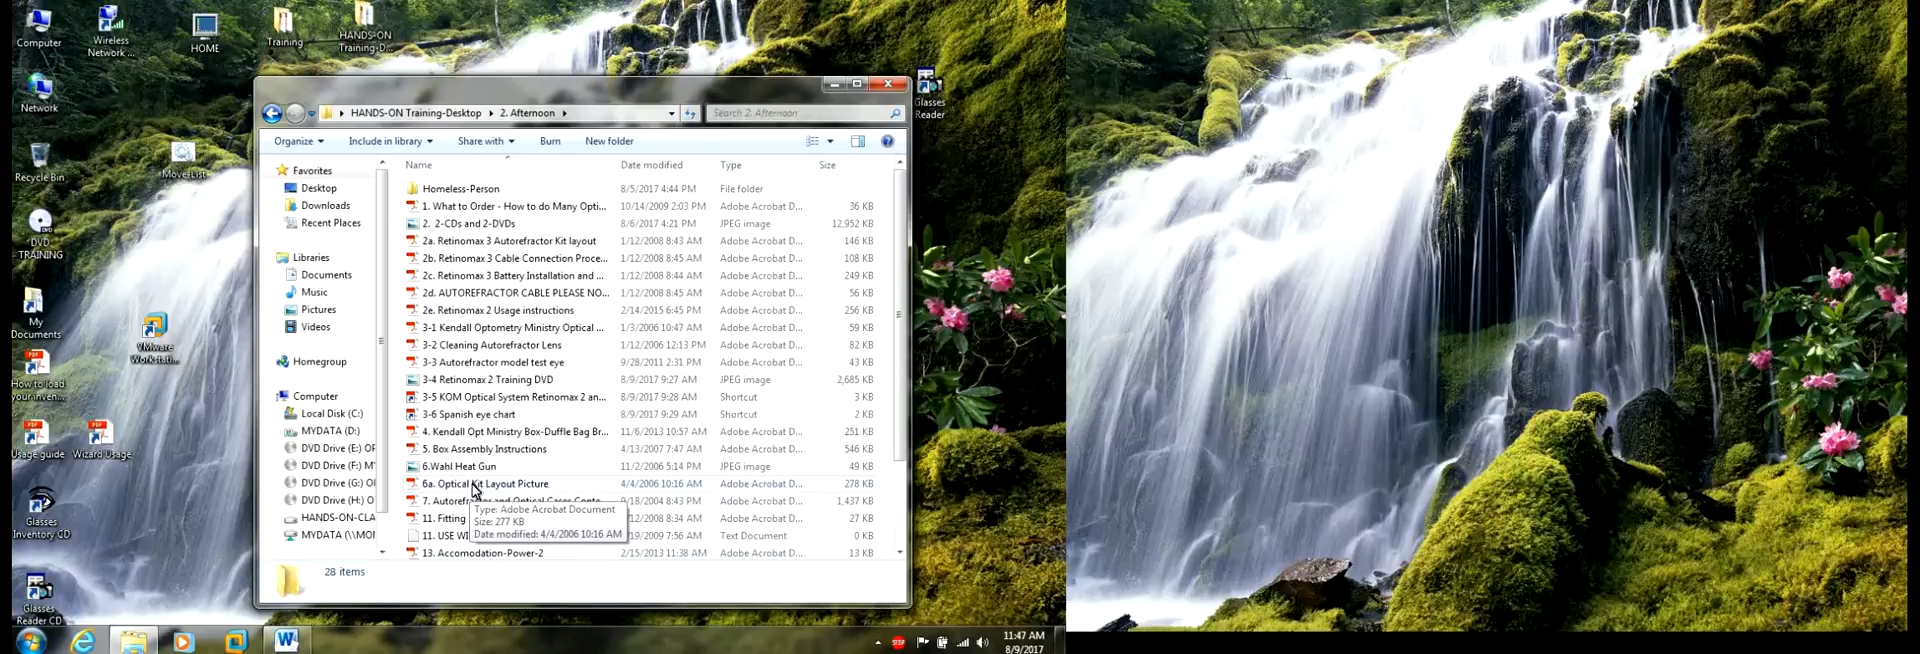 Computer
Wireless
Network ...
HOME
Training
HANDS-ON
Training-D...
Network
Recycle Bin
Move List
DVD
TRAINING
My
Documents
VMware
Workstati...
How to load
your inven...
Usage guide
Wizard Usage
Glasses
Inventory CD
Glasses
Reader CD
Glasses
Reader
HANDS-ON Training-Desktop
2. Afternoon
Search 2. Afternoon
Organize
Include in library
Share with
Burn
New folder
Favorites
Desktop
Downloads
Recent Places
Libraries
Documents
Music
Pictures
Videos
Homegroup
Computer
Local Disk (C:)
MYDATA (D:)
DVD Drive (E:) OF
DVD Drive (F:) M
DVD Drive (G:) OI
DVD Drive (H:) O
HANDS-ON-CLA
MYDATA (\\MOI
Name Date modified Type Size
Homeless-Person 8/5/2017 4:44 PM File folder
1. What to Order - How to do Many Opti... 10/14/2009 2:03 PM Adobe Acrobat D... 36 KB
2. 2-CDs and 2-DVDs 8/6/2017 4:21 PM JPEG image 12,952 KB
2a. Retinomax 3 Autorefractor Kit layout 1/12/2008 8:43 AM Adobe Acrobat D... 146 KB
2b. Retinomax 3 Cable Connection Proce... 1/12/2008 8:45 AM Adobe Acrobat D... 108 KB
2c. Retinomax 3 Battery Installation and ... 1/12/2008 8:44 AM Adobe Acrobat D... 249 KB
2d. AUTOREFRACTOR CABLE PLEASE NO... 1/12/2008 8:45 AM Adobe Acrobat D... 56 KB
2e. Retinomax 2 Usage instructions 2/14/2015 6:45 PM Adobe Acrobat D... 256 KB
3-1 Kendall Optometry Ministry Optical ... 1/3/2006 10:47 AM Adobe Acrobat D... 59 KB
3-2 Cleaning Autorefractor Lens 1/12/2006 12:13 PM Adobe Acrobat D... 82 KB
3-3 Autorefractor model test eye 9/28/2011 2:31 PM Adobe Acrobat D... 43 KB
3-4 Retinomax 2 Training DVD 8/9/2017 9:27 AM JPEG image 2,685 KB
3-5 KOM Optical System Retinomax 2 an... 8/9/2017 9:28 AM Shortcut 3 KB
3-6 Spanish eye chart 8/9/2017 9:29 AM Shortcut 2 KB
4. Kendall Opt Ministry Box-Duffle Bag Br... 11/6/2013 10:57 AM Adobe Acrobat D... 251 KB
5. Box Assembly Instructions 4/13/2007 7:47 AM Adobe Acrobat D... 546 KB
6.Wahl Heat Gun 11/2/2006 5:14 PM JPEG image 49 KB
6a. Optical Kit Layout Picture 4/4/2006 10:16 AM Adobe Acrobat D... 278 KB
7. Autorefractor and Optical Cases Conte... 9/18/2004 8:43 PM Adobe Acrobat D... 1,437 KB
11. Fitting /12/2008 8:34 AM Adobe Acrobat D... 27 KB
11. USE WI /19/2009 7:56 AM Text Document 0 KB
13. Accomodation-Power-2 2/15/2013 11:38 AM Adobe Acrobat D... 13 KB
Type: Adobe Acrobat Document
Size: 277 KB
Date modified: 4/4/2006 10:16 AM
28 items
11:47 AM
8/9/2017